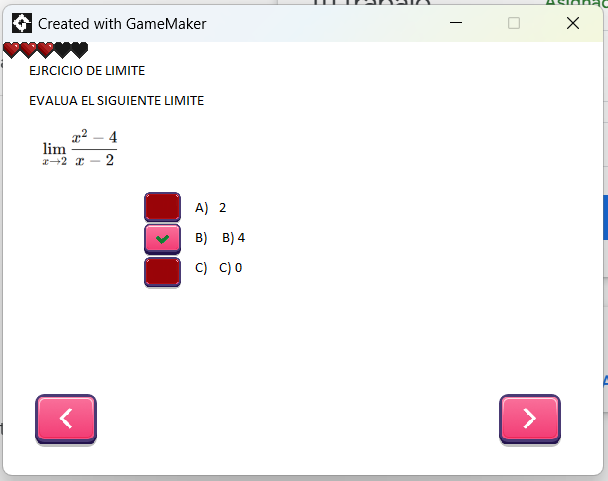 Created with GameMaker
EJRCICIO DE LIMITE
EVALUA EL SIGUIENTE LIMITE
lim x→2 x² − 4 / x − 2
A) 2
B) B) 4
C) C) 0